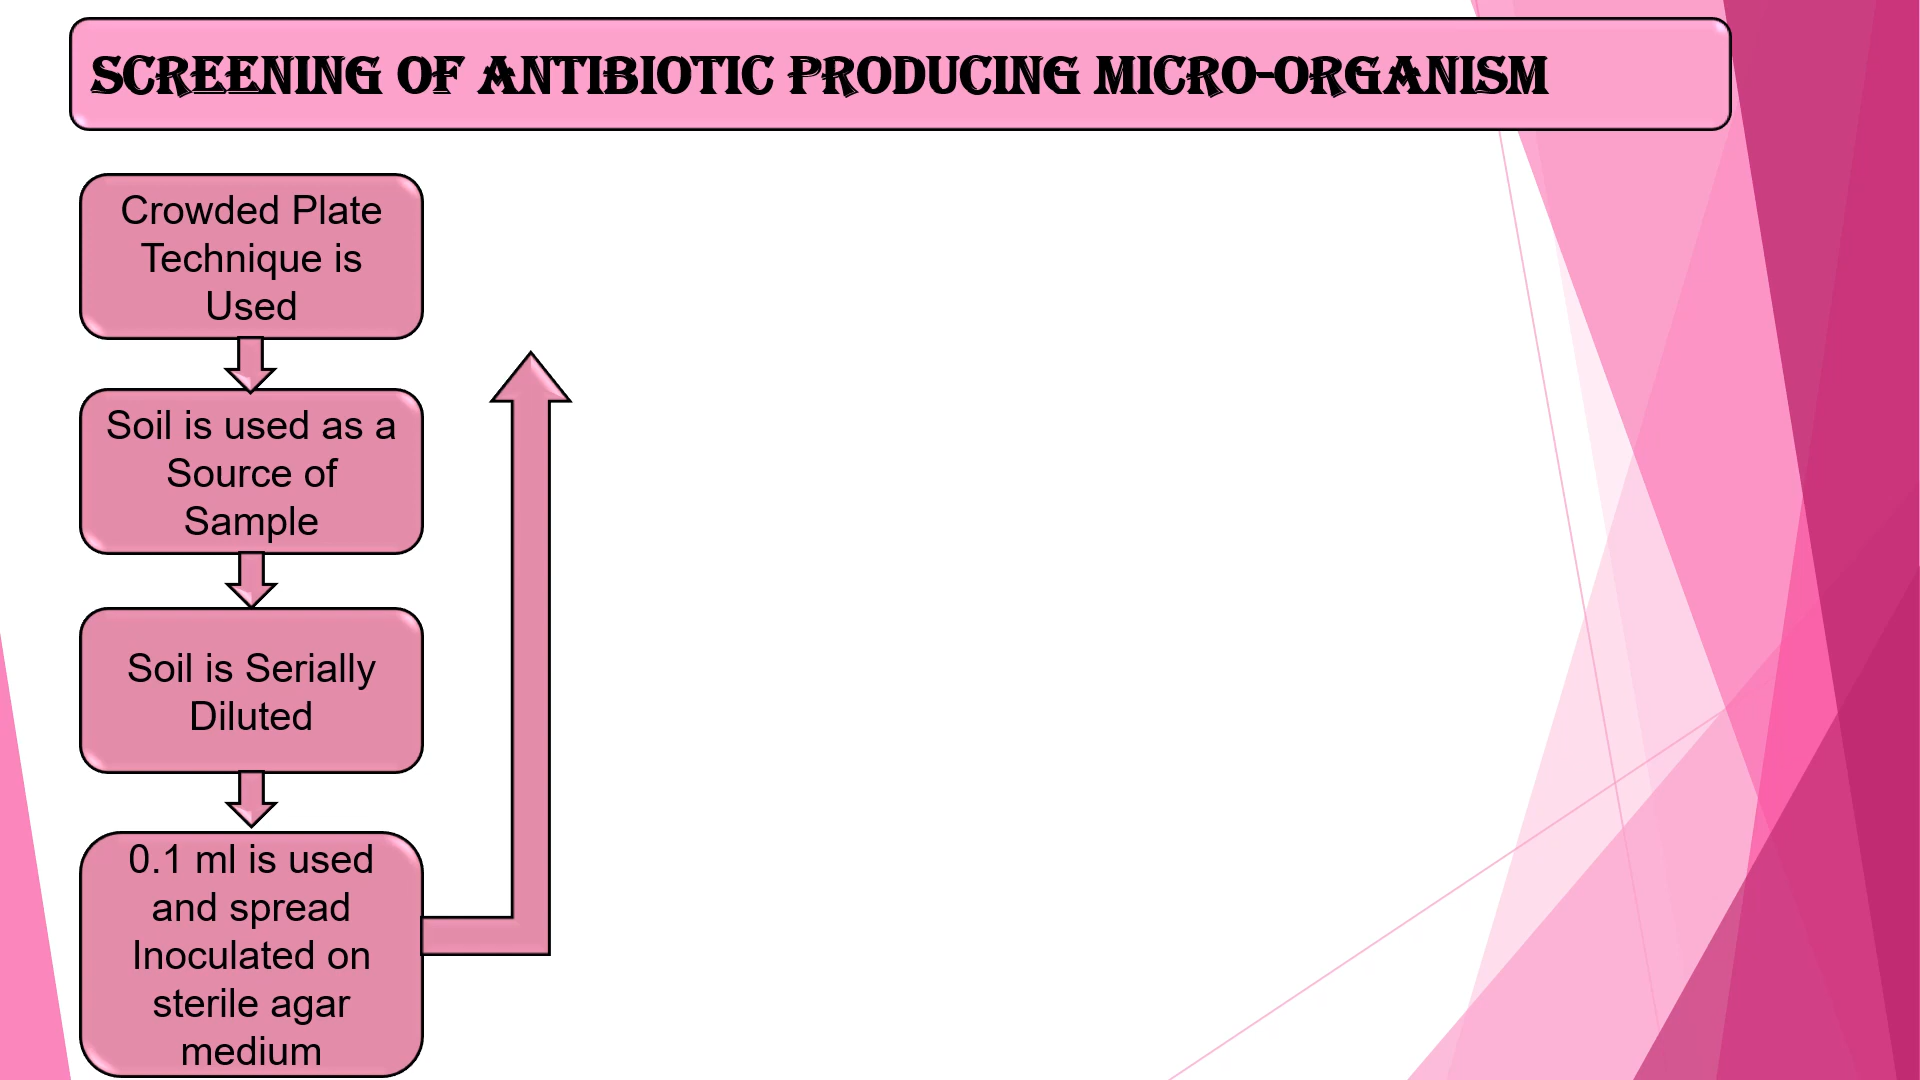 SCREENING OF ANTIBIOTIC PRODUCING MICRO-ORGANISM
Crowded Plate
Technique is
Used
Soil is used as a
Source of
Sample
Soil is Serially
Diluted
0.1 ml is used
and spread
Inoculated on
sterile agar
medium